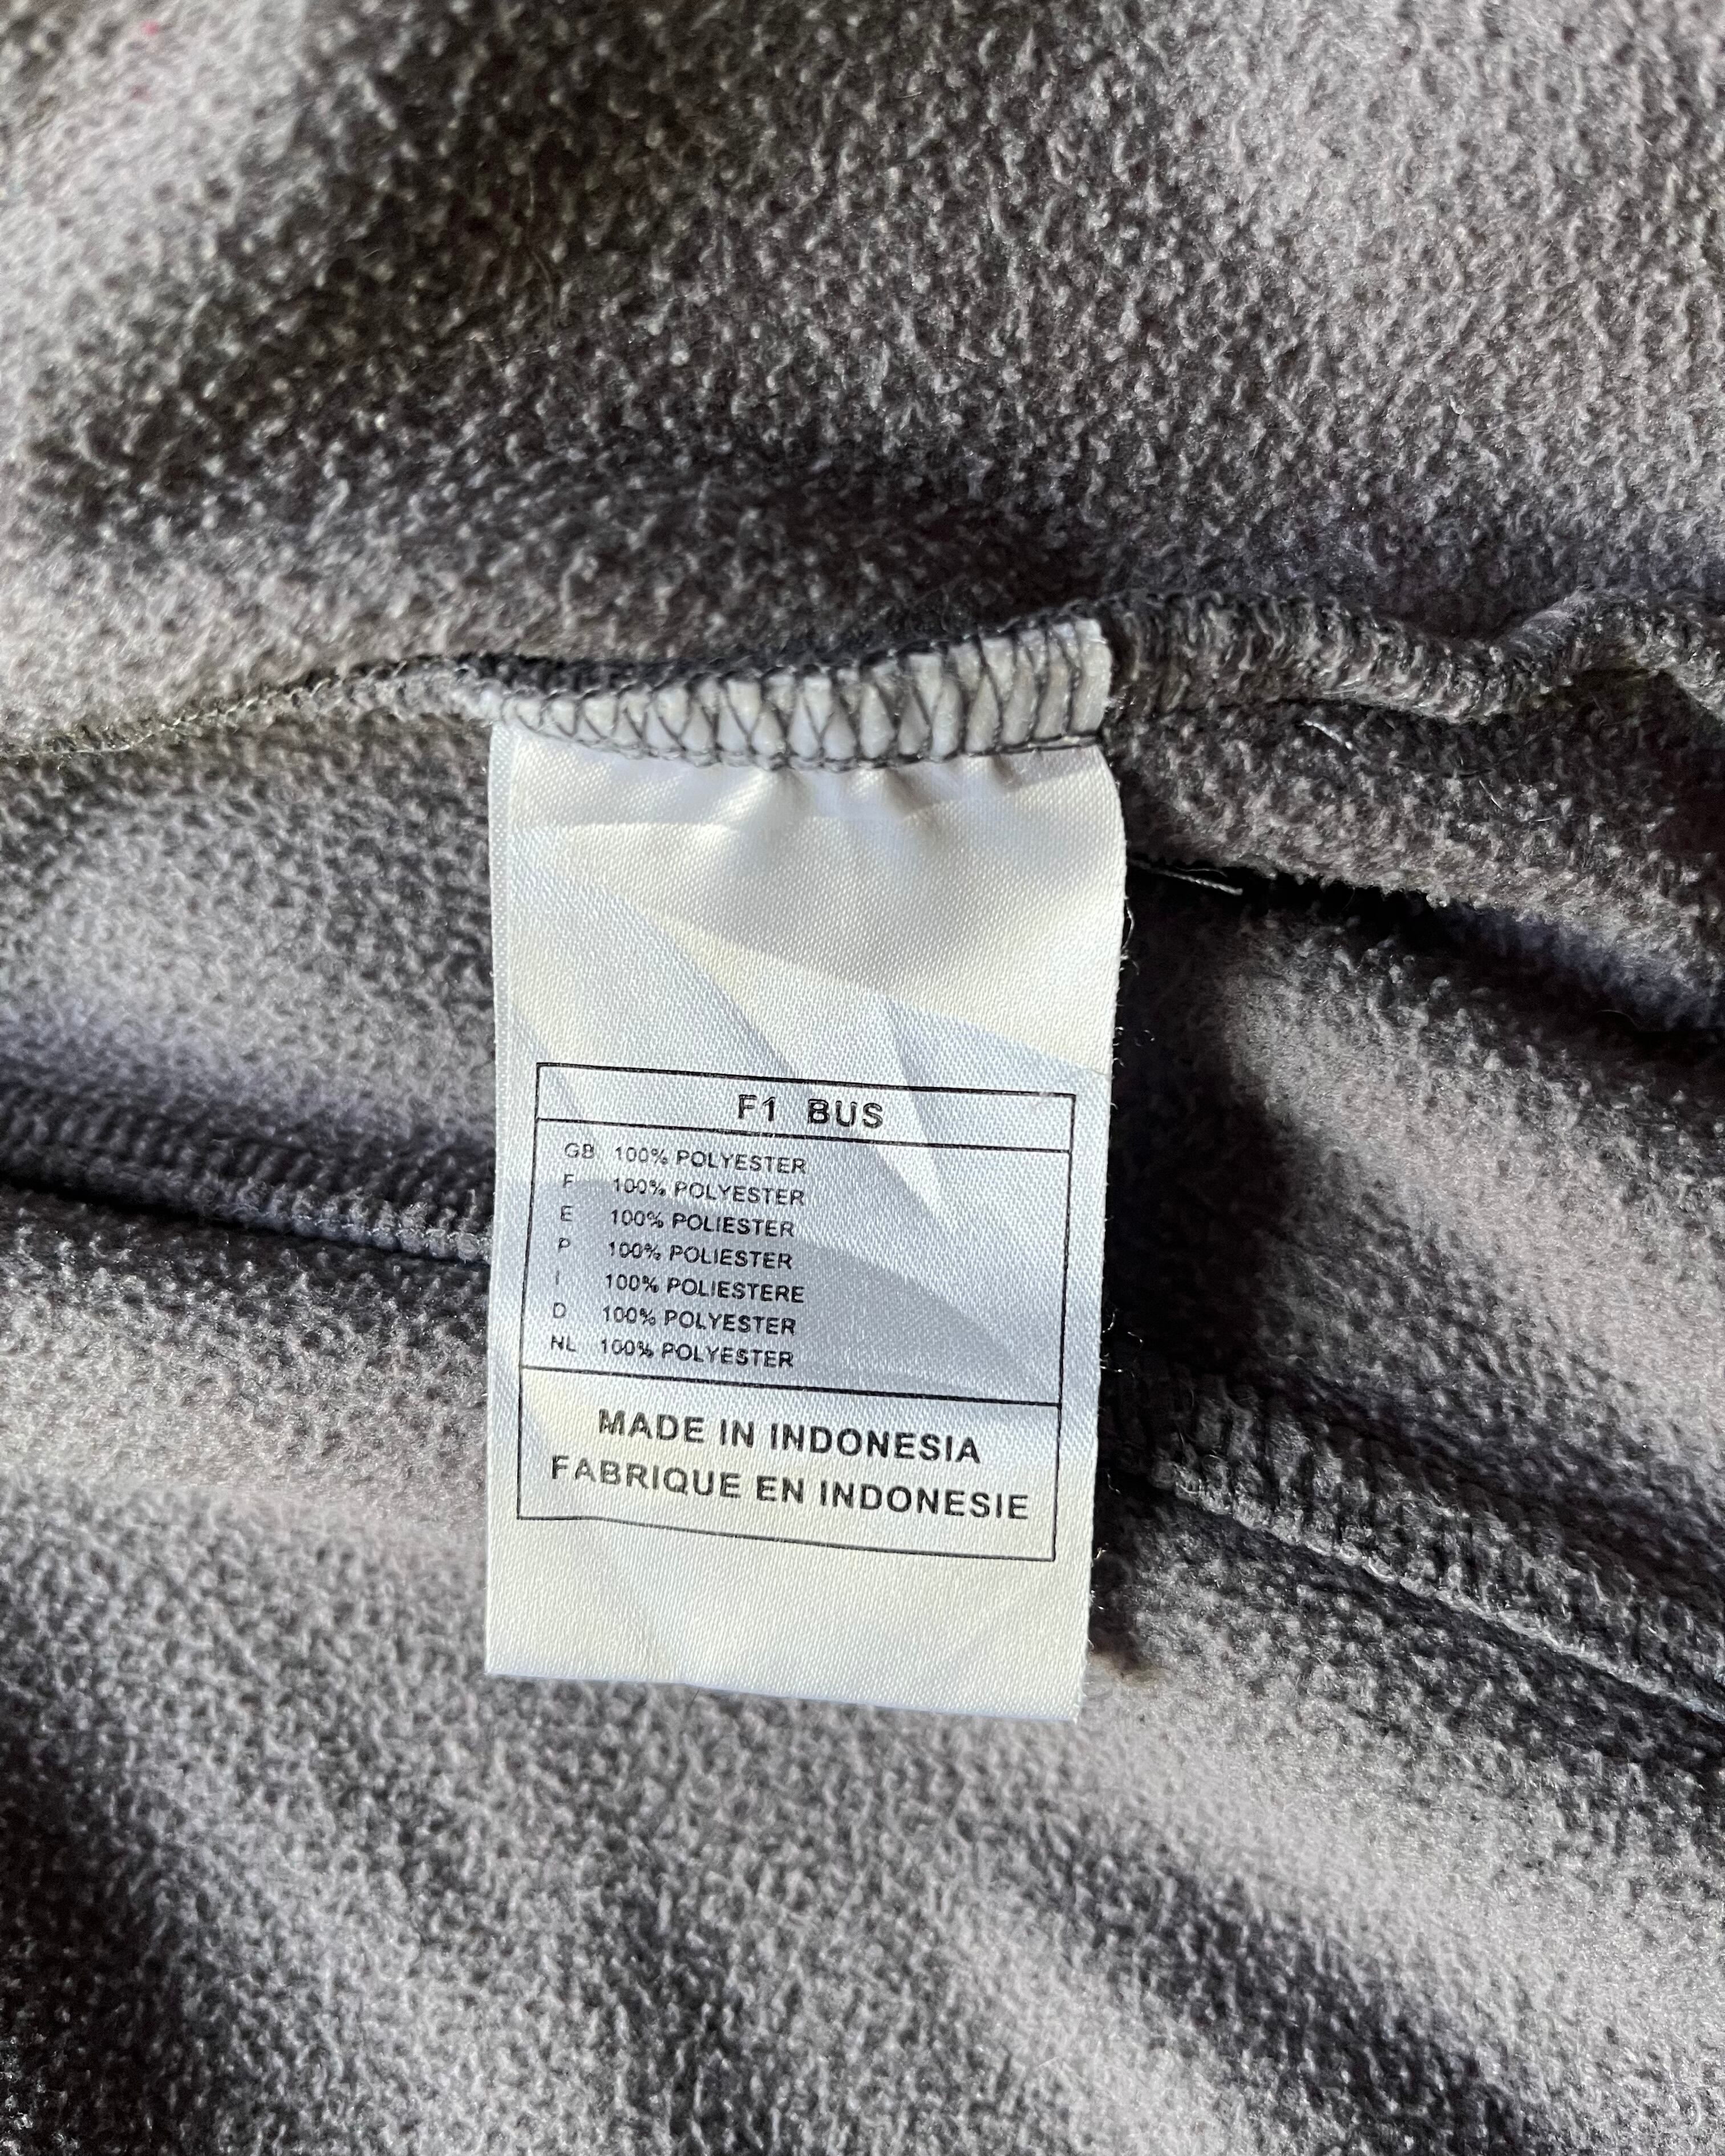 F1 BUS
GB 100% POLYESTER
F 100% POLYESTER
E 100% POLIESTER
P 100% POLIESTER
I 100% POLIESTERE
D 100% POLYESTER
NL 100% POLYESTER
MADE IN INDONESIA
FABRIQUE EN INDONESIE